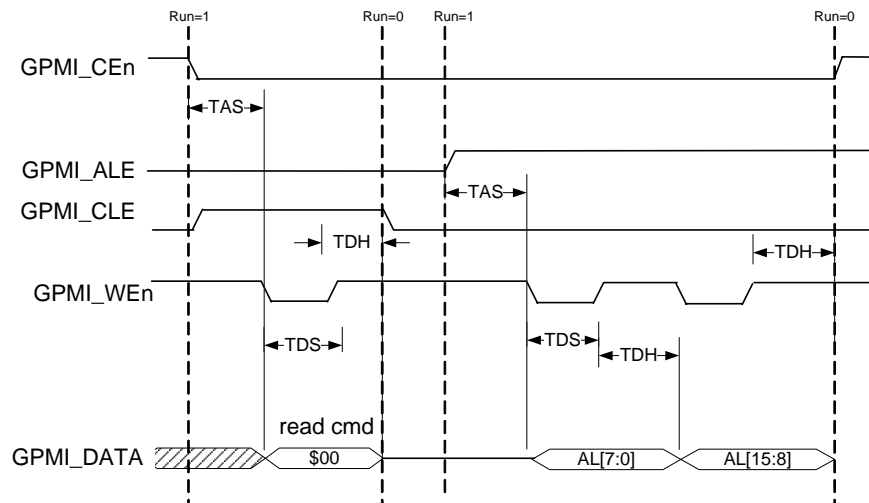 Run=1 Run=0 Run=1 Run=0
GPMI_CEn
TAS
GPMI_ALE
TAS
GPMI_CLE
TDH
TDH
GPMI_WEn
TDS
TDS
TDH
read cmd
GPMI_DATA
$00
AL[7:0]
AL[15:8]